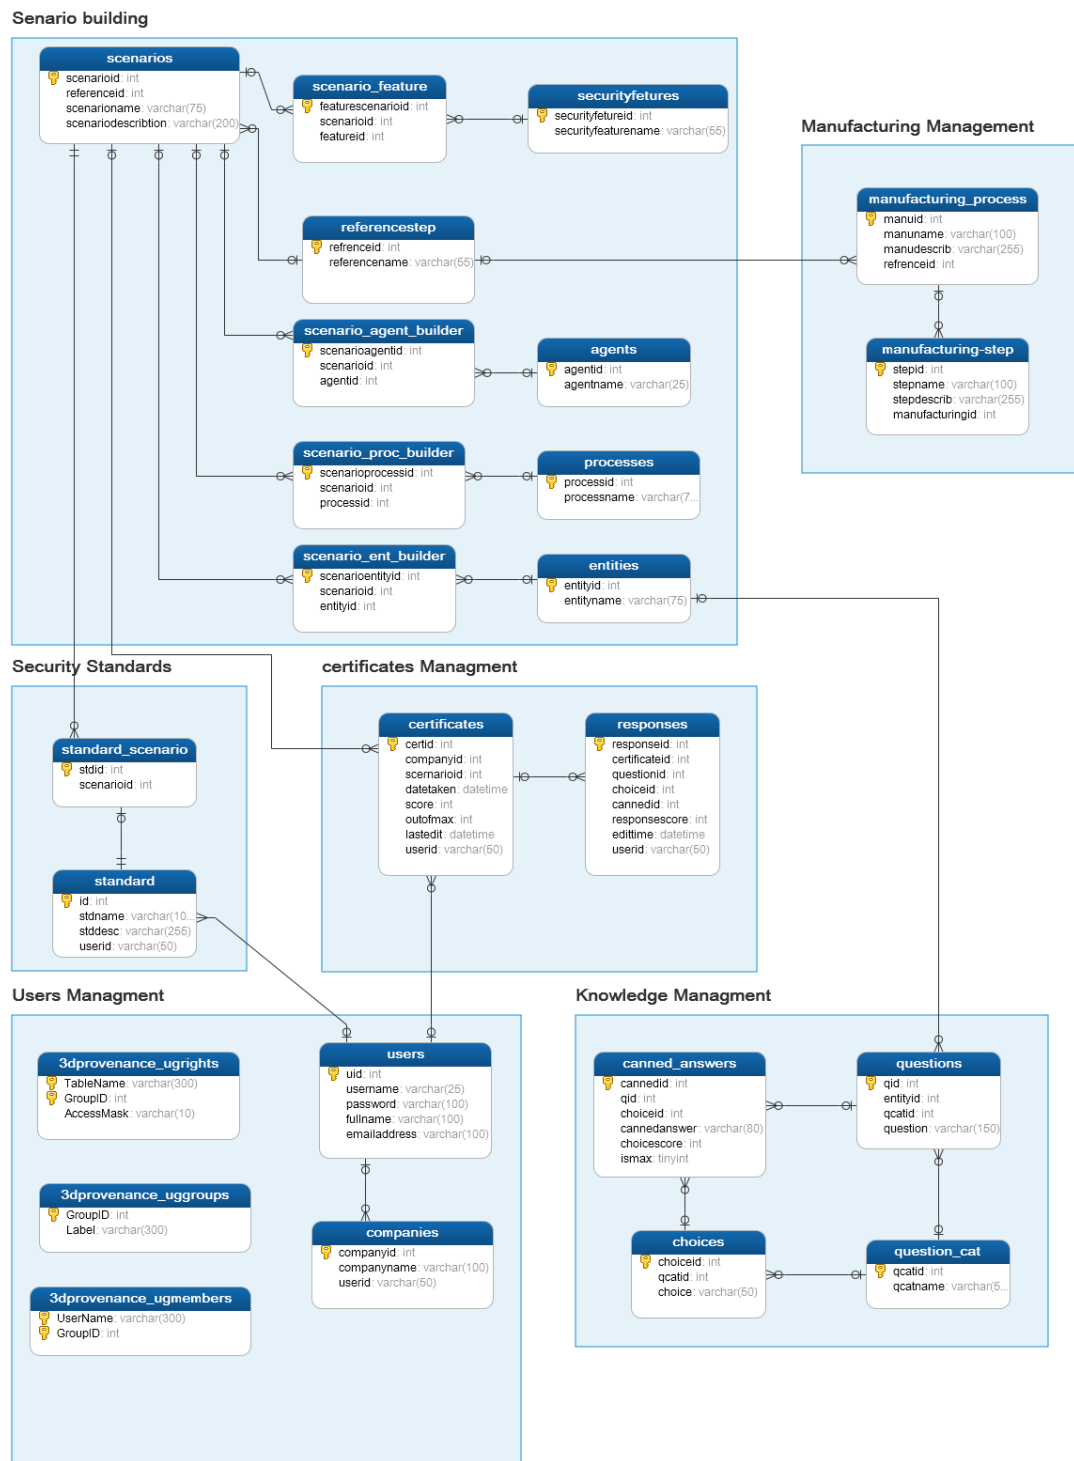 Senario building
scenarios
scenarioid: int
referenceid: int
scenarioname: varchar(75)
scenariodescribtion: varchar(200)
scenario_feature
featurescenarioid: int
scenarioid: int
featureid: int
securityfetures
securityfetureid: int
securityfeaturename: varchar(55)
referencestep
refrenceid: int
referencename: varchar(55)
scenario_agent_builder
scenarioagentid: int
scenarioid: int
agentid: int
agents
agentid: int
agentname: varchar(25)
scenario_proc_builder
scenarioprocessid: int
scenarioid: int
processid: int
processes
processid: int
processname: varchar(7...
scenario_ent_builder
scenarioentityid: int
scenarioid: int
entityid: int
entities
entityid: int
entityname: varchar(75)
Manufacturing Management
manufacturing_process
manuid: int
manuname: varchar(100)
manudescrib: varchar(255)
refrenceid: int
manufacturing-step
stepid: int
stepname: varchar(100)
stepdescrib: varchar(255)
manufacturingid: int
Security Standards
standard_scenario
stdid: int
scenarioid: int
standard
id: int
stdname: varchar(10...
stddesc: varchar(255)
userid: varchar(50)
certificates Managment
certificates
certid: int
companyid: int
scernarioid: int
datetaken: datetime
score: int
outofmax: int
lastedit: datetime
userid: varchar(50)
responses
responseid: int
certificateid: int
questionid: int
choiceid: int
cannedid: int
responsescore: int
edittime: datetime
userid: varchar(50)
Users Managment
3dprovenance_ugrights
TableName: varchar(300)
GroupID: int
AccessMask: varchar(10)
3dprovenance_uggroups
GroupID: int
Label: varchar(300)
3dprovenance_ugmembers
UserName: varchar(300)
GroupID: int
users
uid: int
username: varchar(25)
password: varchar(100)
fullname: varchar(100)
emailaddress: varchar(100)
companies
companyid: int
companyname: varchar(100)
userid: varchar(50)
Knowledge Managment
canned_answers
cannedid: int
qid: int
choiceid: int
cannedanswer: varchar(80)
choicescore: int
ismax: tinyint
questions
qid: int
entityid: int
qcatid: int
question: varchar(150)
choices
choiceid: int
qcatid: int
choice: varchar(50)
question_cat
qcatid: int
qcatname: varchar(5...